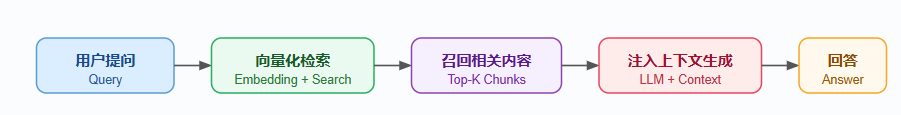 用户提问
Query
向量化检索
Embedding + Search
召回相关内容
Top-K Chunks
注入上下文生成
LLM + Context
回答
Answer